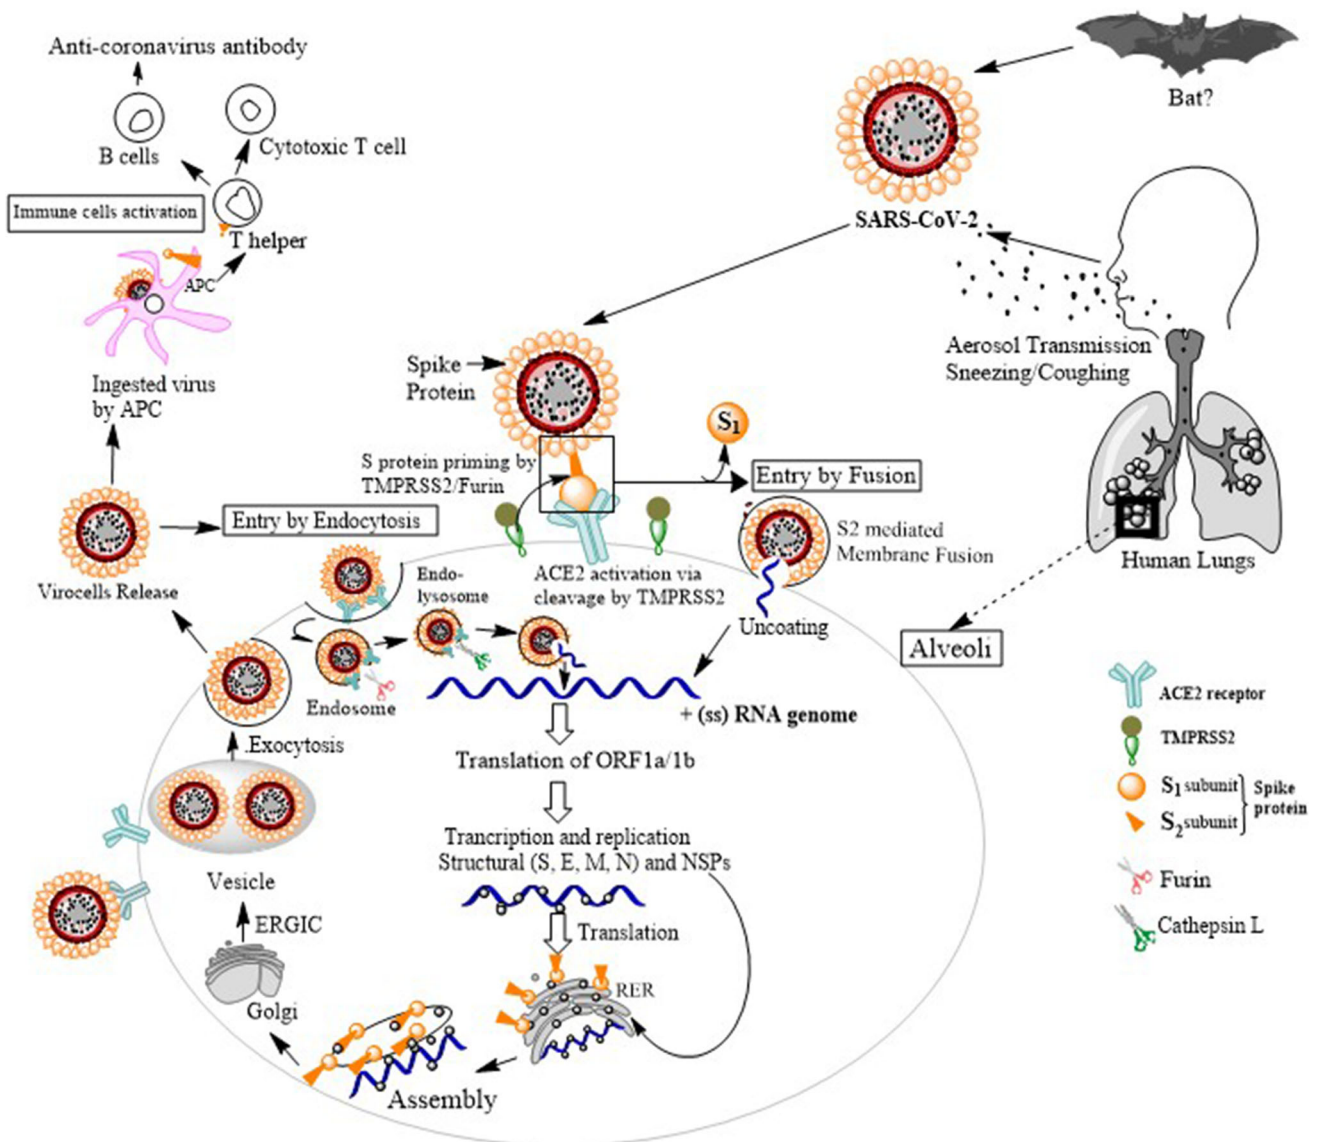 Anti-coronavirus antibody
B cells
Cytotoxic T cell
Immune cells activation
T helper
APC
Ingested virus
by APC
Virocells Release
Entry by Endocytosis
Bat?
SARS-CoV-2
Aerosol Transmission
Sneezing/Coughing
Human Lungs
Alveoli
Spike
Protein
S1
S protein priming by
TMPRSS2/Furin
Entry by Fusion
S2 mediated
Membrane Fusion
ACE2 activation via
cleavage by TMPRSS2
Uncoating
Endo-
lysosome
Endosome
+ (ss) RNA genome
Translation of ORF1a/1b
Trancription and replication
Structural (S, E, M, N) and NSPs
Translation
RER
Assembly
Golgi
ERGIC
Vesicle
.Exocytosis
ACE2 receptor
TMPRSS2
S1 subunit
S2 subunit
Spike
protein
Furin
Cathepsin L